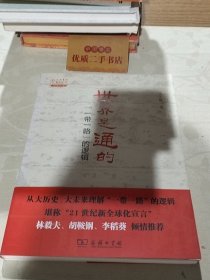 优质二手书
世界是通的
“一带一路”的逻辑
从大历史、大未来理解“一带一路”的逻辑
堪称“21世纪新全球化宣言”
林毅夫、胡鞍钢、李稻葵 倾情推荐
商务印书馆